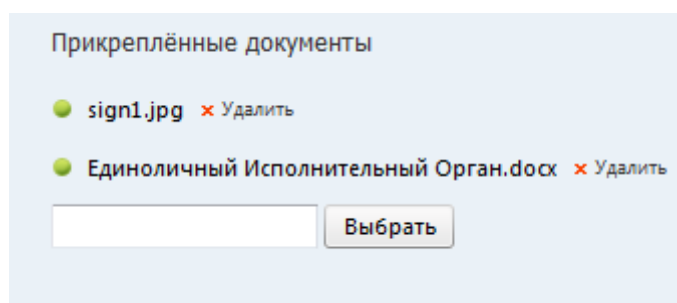 Прикреплённые документы
sign1.jpg × Удалить
Единоличный Исполнительный Орган.docx × Удалить
Выбрать